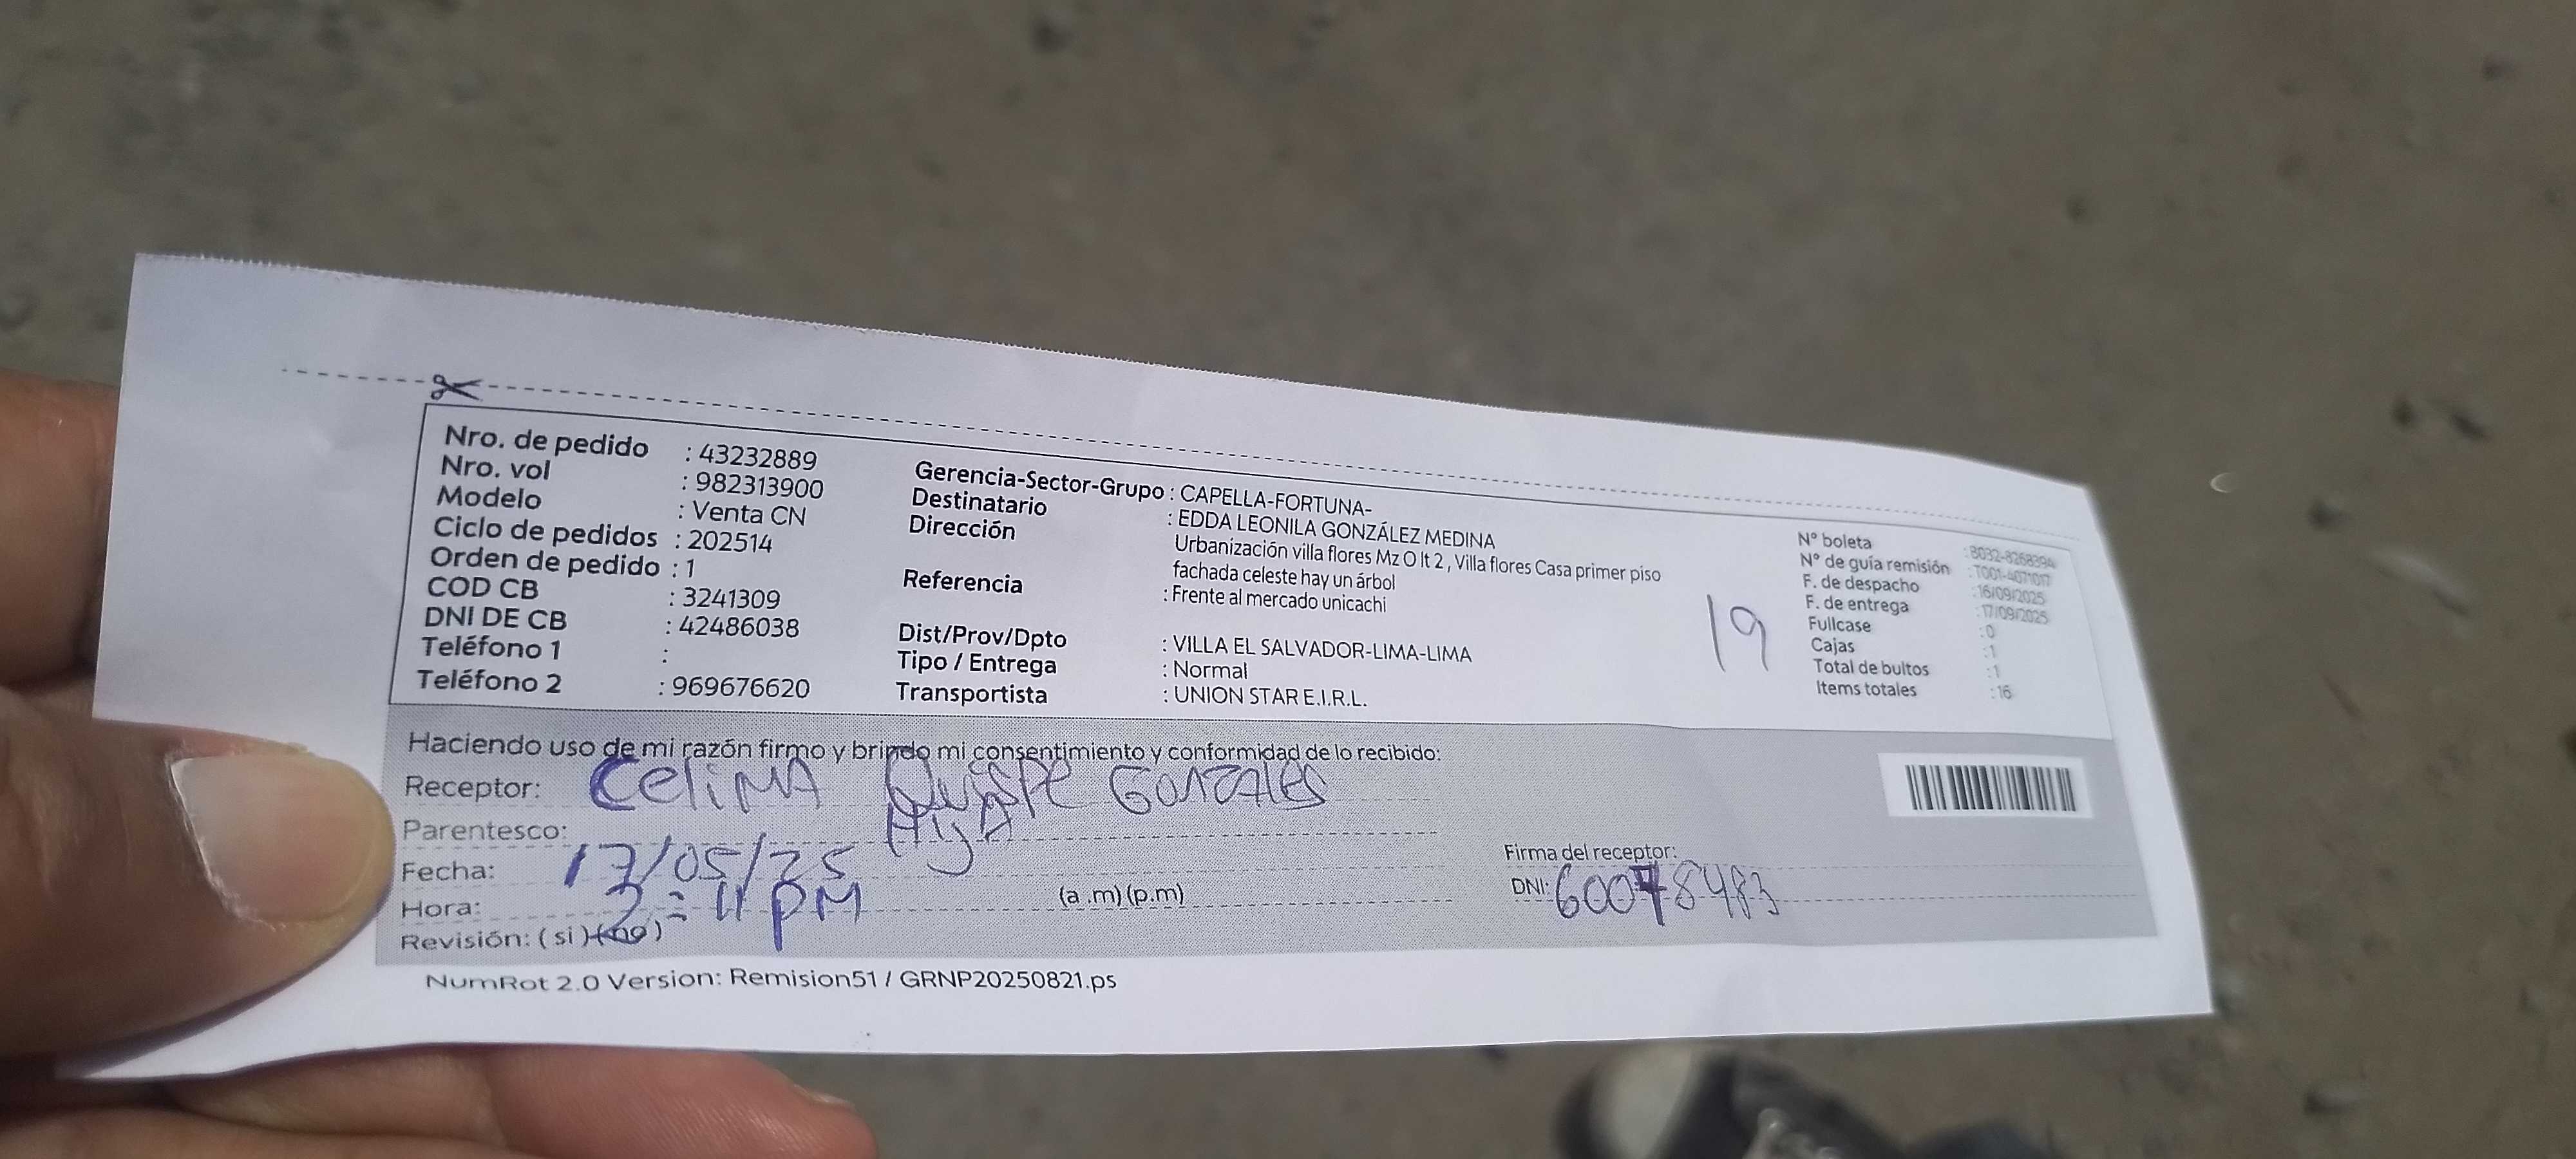 Nro. de pedido : 43232889
Nro. vol : 982313900
Modelo : Venta CN
Ciclo de pedidos : 202514
Orden de pedido : 1
COD CB : 3241309
DNI DE CB : 42486038
Teléfono 1 :
Teléfono 2 : 969676620
Gerencia-Sector-Grupo : CAPELLA-FORTUNA-
Destinatario : EDDA LEONILA GONZÁLEZ MEDINA
Dirección Urbanización villa flores Mz O lt 2 , Villa flores Casa primer piso
fachada celeste hay un árbol
Referencia : Frente al mercado unicachi
Dist/Prov/Dpto : VILLA EL SALVADOR-LIMA-LIMA
Tipo / Entrega : Normal
Transportista : UNION STAR E.I.R.L.
19
N° boleta
N° de guía remisión
F. de despacho : 16/09/2025
F. de entrega : 17/09/2025
Fullcase : 0
Cajas : 1
Total de bultos : 1
Items totales : 16
Haciendo uso de mi razón firmo y brindo mi consentimiento y conformidad de lo recibido:
Receptor: CeliMA Quispe GonzAles
Parentesco: HijA
Fecha: 17/05/25
Hora: 2:11 PM (a .m) (p.m)
Revisión: ( si ) (no)
Firma del receptor:
DNI: 60078483
NumRot 2.0 Version: Remision51 / GRNP20250821.ps